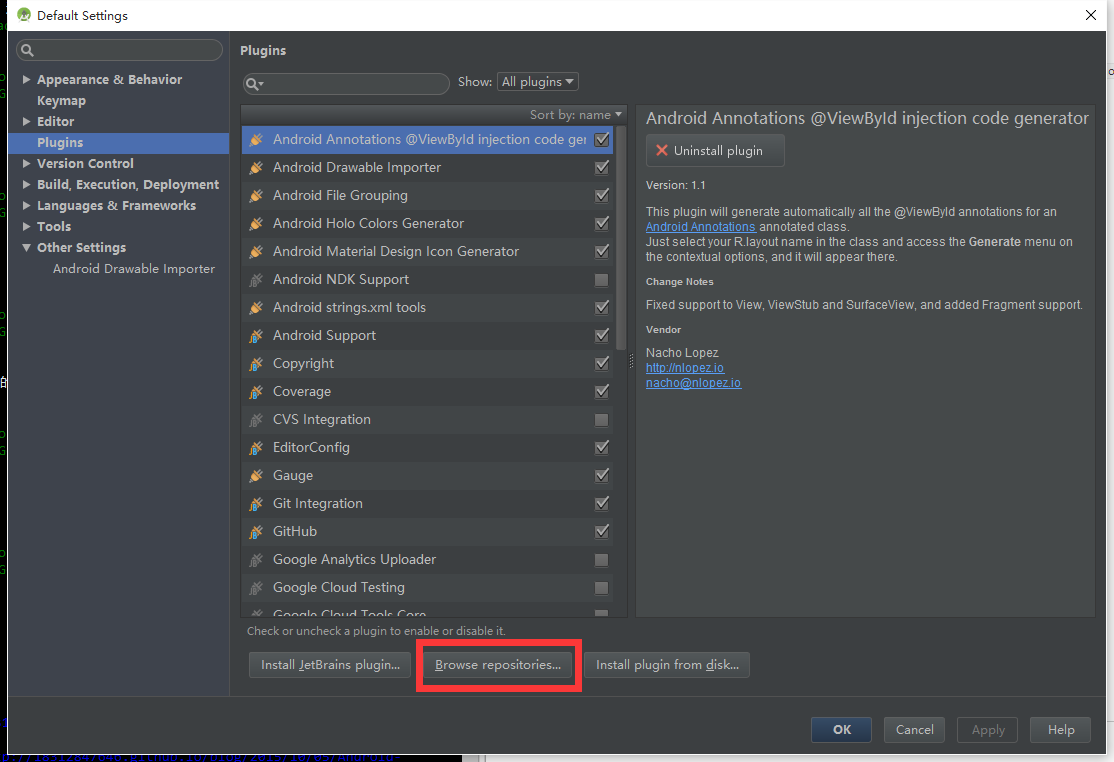 Default Settings
Plugins
Show: All plugins
Appearance & Behavior
Keymap
Editor
Plugins
Version Control
Build, Execution, Deployment
Languages & Frameworks
Tools
Other Settings
Android Drawable Importer
Sort by: name
Android Annotations @ViewById injection code ger
Android Drawable Importer
Android File Grouping
Android Holo Colors Generator
Android Material Design Icon Generator
Android NDK Support
Android strings.xml tools
Android Support
Copyright
Coverage
CVS Integration
EditorConfig
Gauge
Git Integration
GitHub
Google Analytics Uploader
Google Cloud Testing
Google Cloud Tools Core
Check or uncheck a plugin to enable or disable it.
Install JetBrains plugin...
Browse repositories...
Install plugin from disk...
Android Annotations @ViewById injection code generator
Uninstall plugin
Version: 1.1
This plugin will generate automatically all the @ViewById annotations for an
Android Annotations annotated class.
Just select your R.layout name in the class and access the Generate menu on
the contextual options, and it will appear there.
Change Notes
Fixed support to View, ViewStub and SurfaceView, and added Fragment support.
Vendor
Nacho Lopez
http://nlopez.io
nacho@nlopez.io
OK
Cancel
Apply
Help